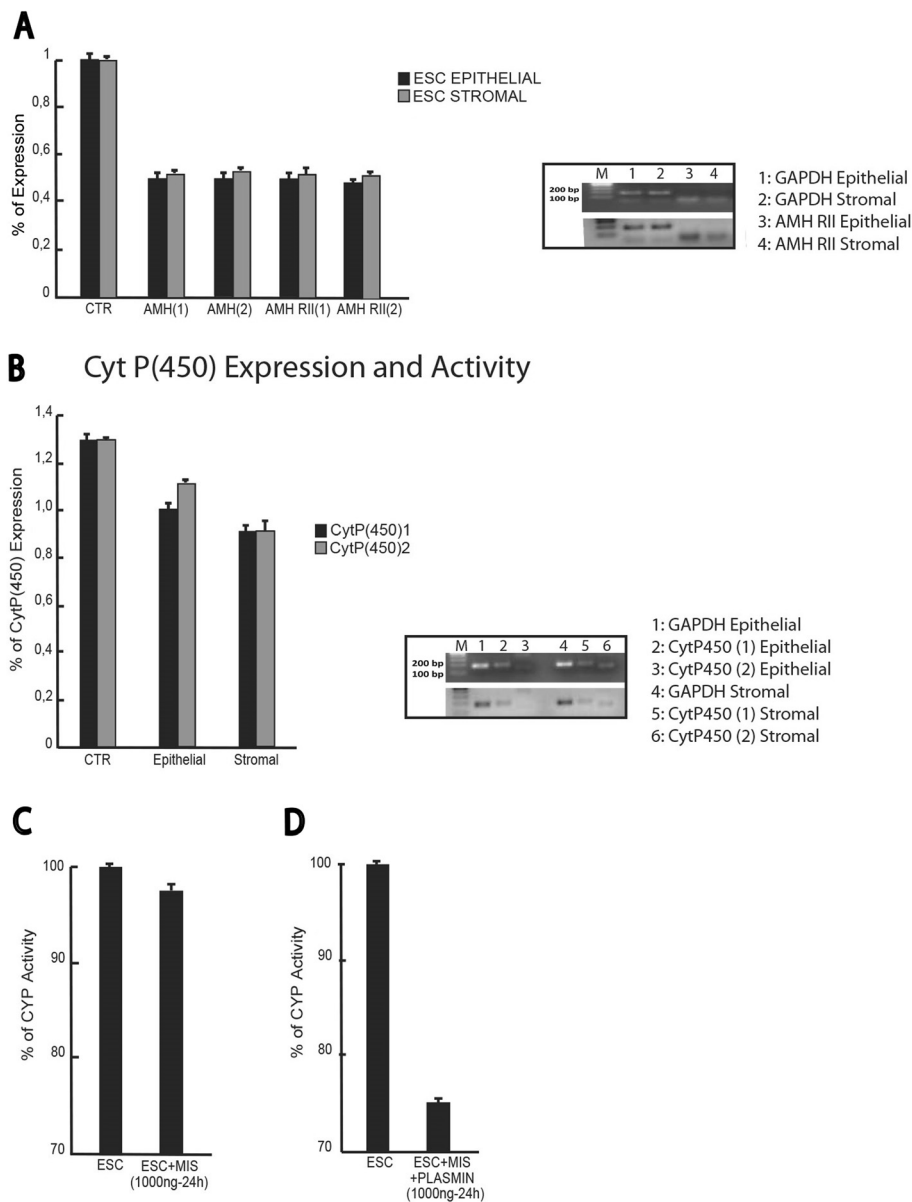 A
1
0,8
0,6
0,4
0,2
0
% of Expression
CTR
AMH(1)
AMH(2)
AMH RII(1)
AMH RII(2)
ESC EPITHELIAL
ESC STROMAL
M 1 2 3 4
200 bp
100 bp
1: GAPDH Epithelial
2: GAPDH Stromal
3: AMH RII Epithelial
4: AMH RII Stromal
B
Cyt P(450) Expression and Activity
1,4
1,2
1,0
0,8
0,6
0,4
0,2
0
% of CytP(450) Expression
CTR
Epithelial
Stromal
CytP(450)1
CytP(450)2
M 1 2 3 4 5 6
200 bp
100 bp
1: GAPDH Epithelial
2: CytP450 (1) Epithelial
3: CytP450 (2) Epithelial
4: GAPDH Stromal
5: CytP450 (1) Stromal
6: CytP450 (2) Stromal
C
100
90
80
70
% of CYP Activity
ESC
ESC+MIS
(1000ng-24h)
D
100
90
80
70
% of CYP Activity
ESC
ESC+MIS
+PLASMIN
(1000ng-24h)